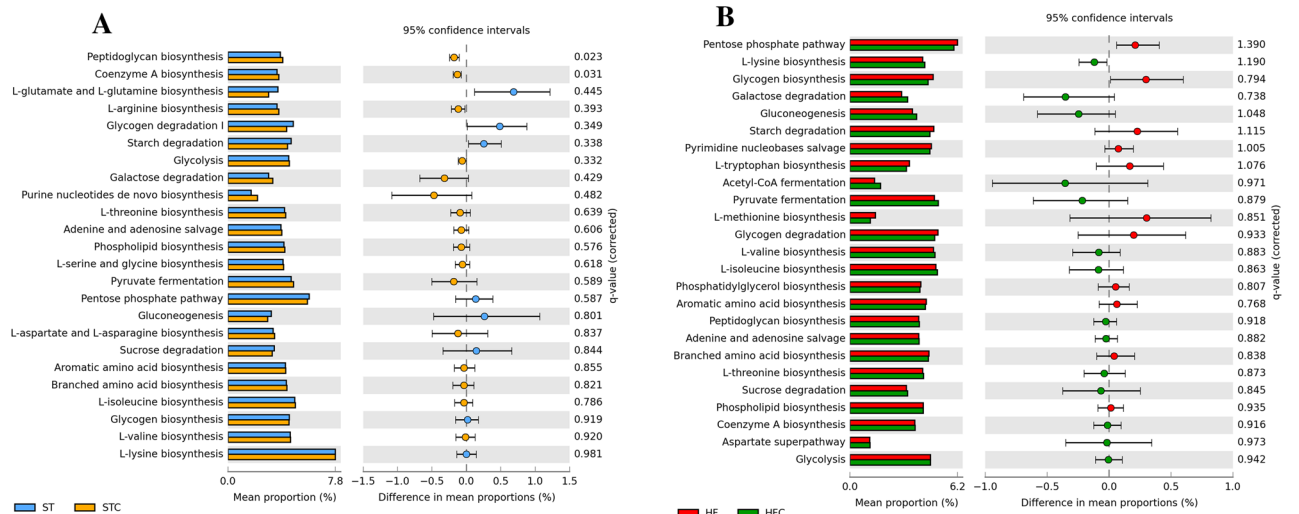 A
95% confidence intervals
Peptidoglycan biosynthesis 0.023
Coenzyme A biosynthesis 0.031
L-glutamate and L-glutamine biosynthesis 0.445
L-arginine biosynthesis 0.393
Glycogen degradation I 0.349
Starch degradation 0.338
Glycolysis 0.332
Galactose degradation 0.429
Purine nucleotides de novo biosynthesis 0.482
L-threonine biosynthesis 0.639
Adenine and adenosine salvage 0.606
Phospholipid biosynthesis 0.576
L-serine and glycine biosynthesis 0.618
Pyruvate fermentation 0.589
Pentose phosphate pathway 0.587
Gluconeogenesis 0.801
L-aspartate and L-asparagine biosynthesis 0.837
Sucrose degradation 0.844
Aromatic amino acid biosynthesis 0.855
Branched amino acid biosynthesis 0.821
L-isoleucine biosynthesis 0.786
Glycogen biosynthesis 0.919
L-valine biosynthesis 0.920
L-lysine biosynthesis 0.981
q-value (corrected)
0.0 7.8 −1.5 −1.0 −0.5 0.0 0.5 1.0 1.5
Mean proportion (%) Difference in mean proportions (%)
ST STC
B
95% confidence intervals
Pentose phosphate pathway 1.390
L-lysine biosynthesis 1.190
Glycogen biosynthesis 0.794
Galactose degradation 0.738
Gluconeogenesis 1.048
Starch degradation 1.115
Pyrimidine nucleobases salvage 1.005
L-tryptophan biosynthesis 1.076
Acetyl-CoA fermentation 0.971
Pyruvate fermentation 0.879
L-methionine biosynthesis 0.851
Glycogen degradation 0.933
L-valine biosynthesis 0.883
L-isoleucine biosynthesis 0.863
Phosphatidylglycerol biosynthesis 0.807
Aromatic amino acid biosynthesis 0.768
Peptidoglycan biosynthesis 0.918
Adenine and adenosine salvage 0.882
Branched amino acid biosynthesis 0.838
L-threonine biosynthesis 0.873
Sucrose degradation 0.845
Phospholipid biosynthesis 0.935
Coenzyme A biosynthesis 0.916
Aspartate superpathway 0.973
Glycolysis 0.942
q-value (corrected)
0.0 6.2 −1.0 −0.5 0.0 0.5 1.0
Mean proportion (%) Difference in mean proportions (%)
HF HFC